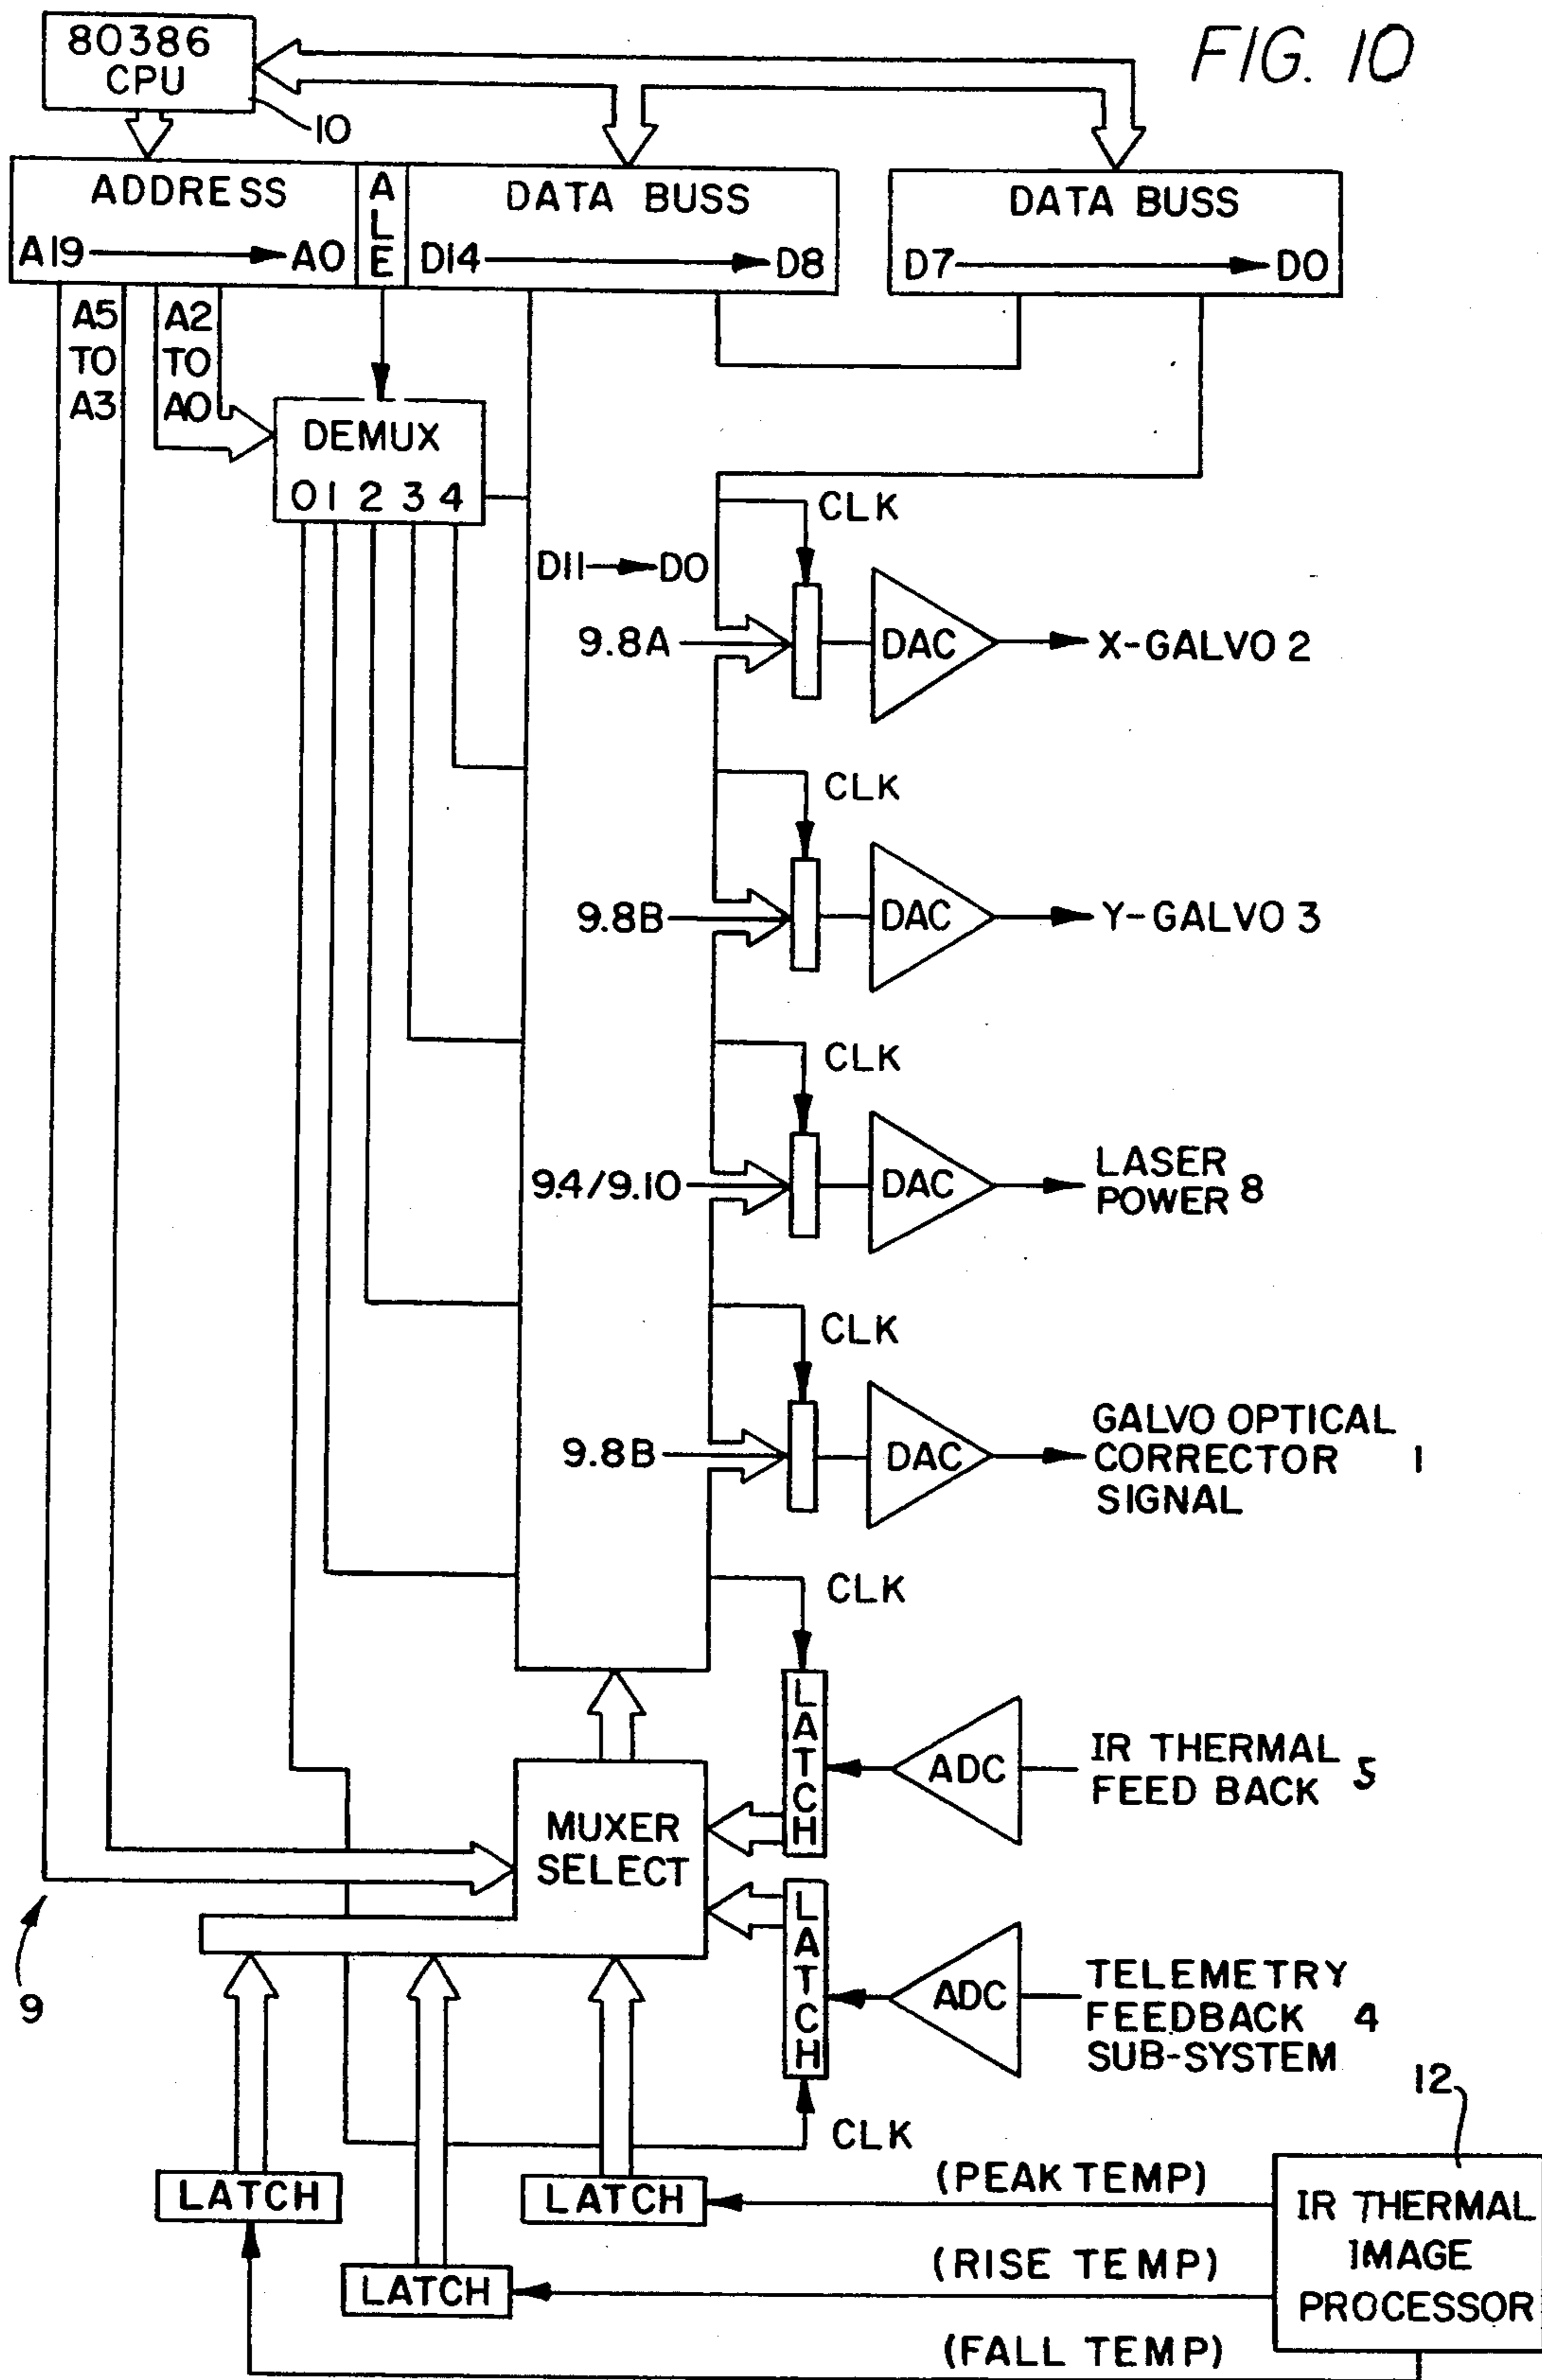 FIG. 10
80386
CPU
10
ADDRESS
A19 A0
ALE
DATA BUSS
D14 D8
DATA BUSS
D7 D0
A5
TO
A3
A2
TO
A0
DEMUX
0 1 2 3 4
CLK
D11 D0
9.8A
DAC
X-GALVO 2
CLK
9.8B
DAC
Y-GALVO 3
CLK
9.4/9.10
DAC
LASER
POWER 8
CLK
9.8B
DAC
GALVO OPTICAL
CORRECTOR 1
SIGNAL
CLK
LATCH
ADC
IR THERMAL
FEED BACK 5
MUXER
SELECT
9
LATCH
ADC
TELEMETRY
FEEDBACK 4
SUB-SYSTEM
CLK
12
LATCH
LATCH
(PEAK TEMP)
IR THERMAL
IMAGE
PROCESSOR
LATCH
(RISE TEMP)
(FALL TEMP)